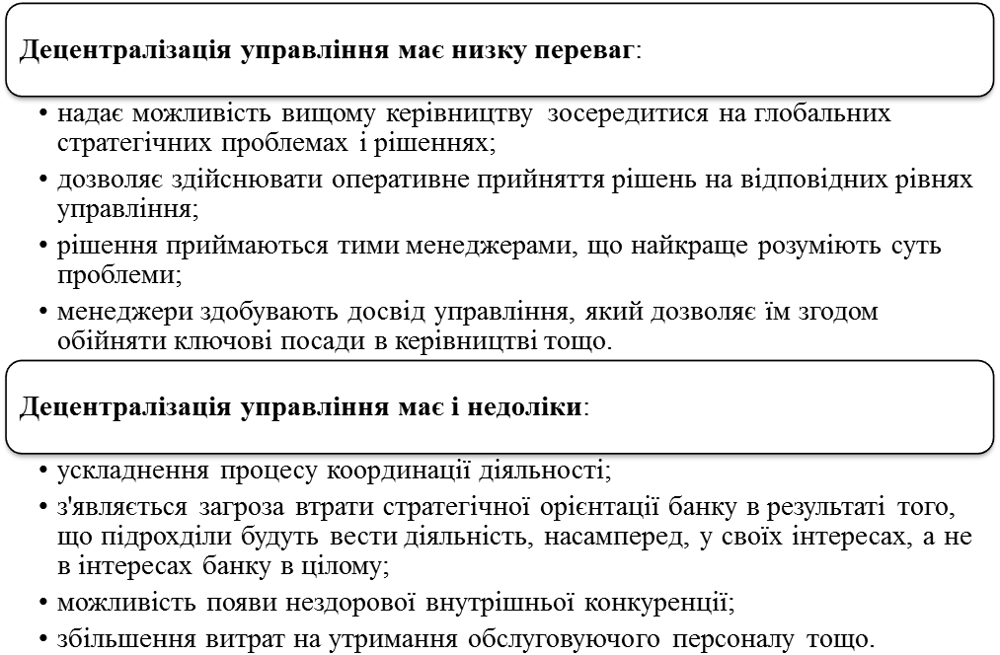 Децентралізація управління має низку переваг:
• надає можливість вищому керівництву зосередитися на глобальних
стратегічних проблемах і рішеннях;
• дозволяє здійснювати оперативне прийняття рішень на відповідних рівнях
управління;
• рішення приймаються тими менеджерами, що найкраще розуміють суть
проблеми;
• менеджери здобувають досвід управління, який дозволяє їм згодом
обійняти ключові посади в керівництві тощо.
Децентралізація управління має і недоліки:
• ускладнення процесу координації діяльності;
• з'являється загроза втрати стратегічної орієнтації банку в результаті того,
що підрохділи будуть вести діяльність, насамперед, у своїх інтересах, а не
в інтересах банку в цілому;
• можливість появи нездорової внутрішньої конкуренції;
• збільшення витрат на утримання обслуговуючого персоналу тощо.